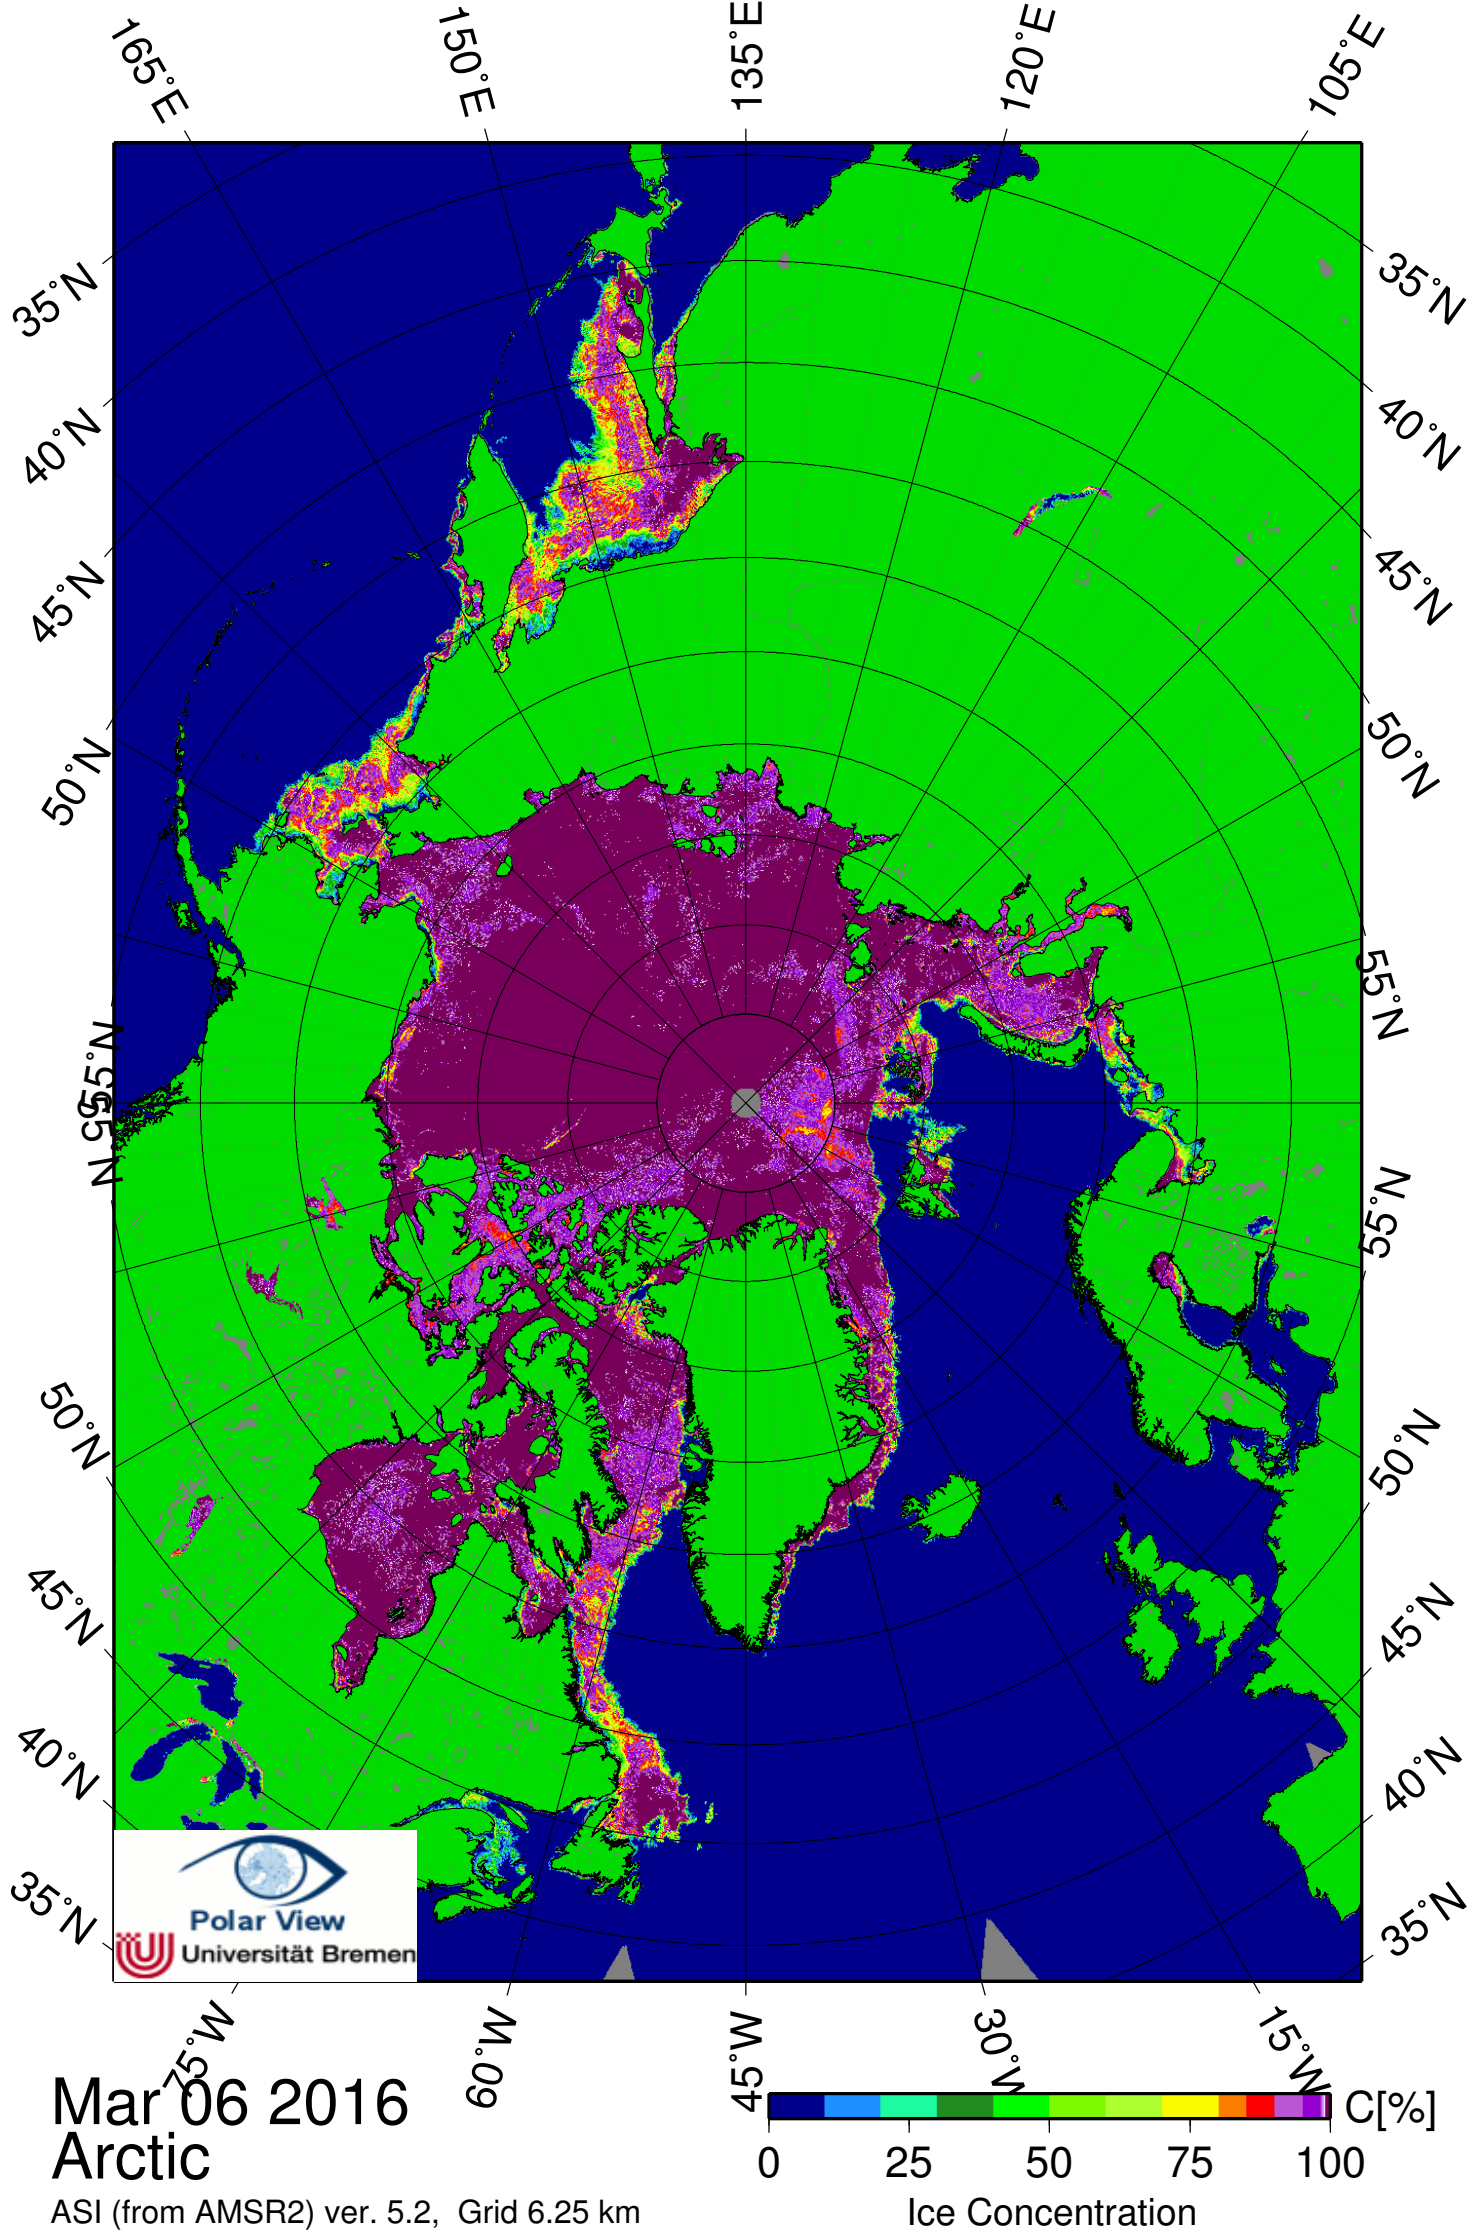 165°E 150°E 135°E 120°E 105°E
35°N 35°N
40°N 40°N
45°N 45°N
50°N 50°N
55°N 55°N
55°N 55°N
50°N 50°N
45°N 45°N
40°N 40°N
35°N 35°N
Polar View
Universität Bremen
75°W 60°W 45°W 30°W 15°W
Mar 06 2016
Arctic
ASI (from AMSR2) ver. 5.2, Grid 6.25 km
C[%]
0 25 50 75 100
Ice Concentration